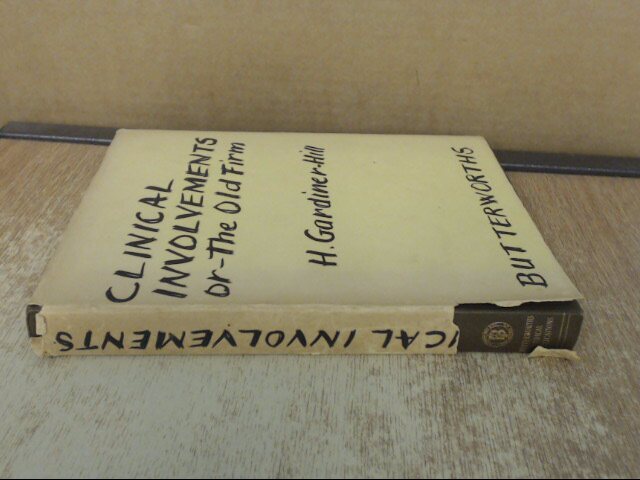 CLINICAL
INVOLVEMENTS
or-The Old Firm
H. Gardiner-Hill
BUTTERWORTHS
ICAL INVOLVEMENTS
B